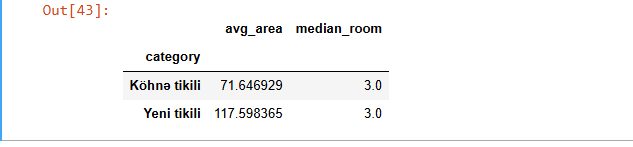 Out[43]:
avg_area median_room
category
Köhnə tikili 71.646929 3.0
Yeni tikili 117.598365 3.0